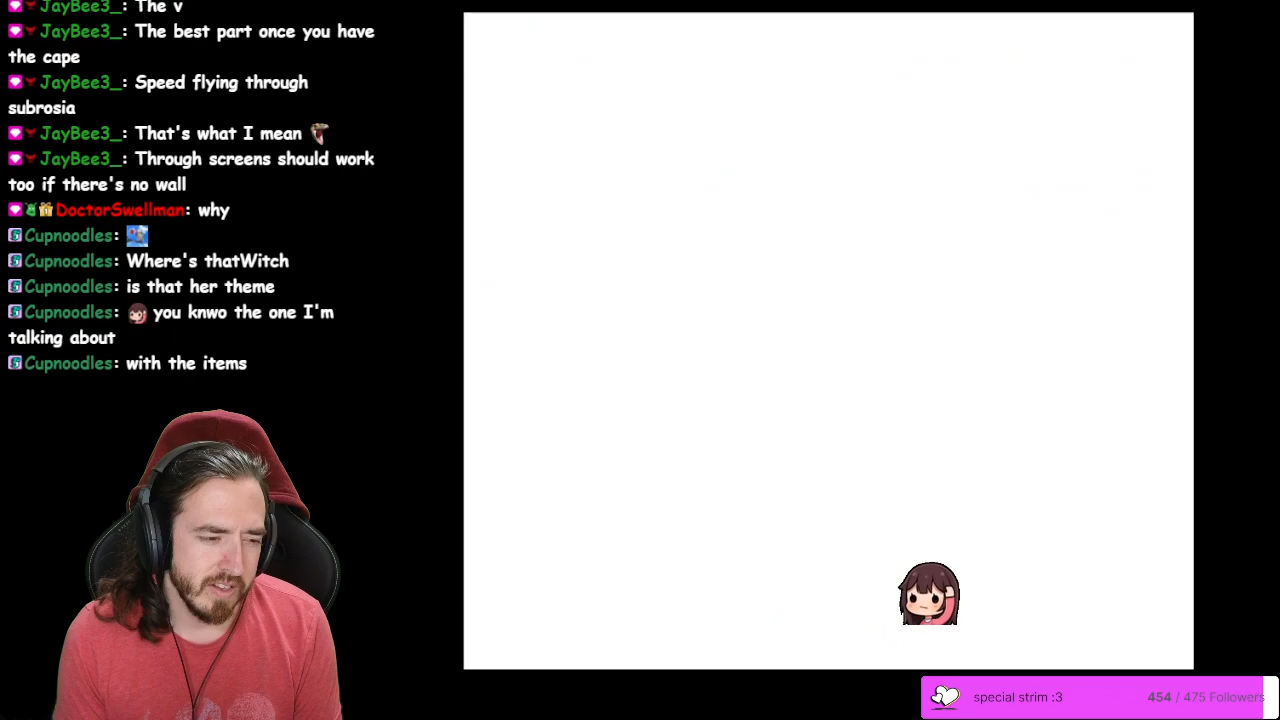 JayBee3_: The v
JayBee3_: The best part once you have
the cape
JayBee3_: Speed flying through
subrosia
JayBee3_: That's what I mean
JayBee3_: Through screens should work
too if there's no wall
DoctorSwellman: why
Cupnoodles:
Cupnoodles: Where's thatWitch
Cupnoodles: is that her theme
Cupnoodles: you knwo the one I'm
talking about
Cupnoodles: with the items
special strim :3 454 / 475 Followers